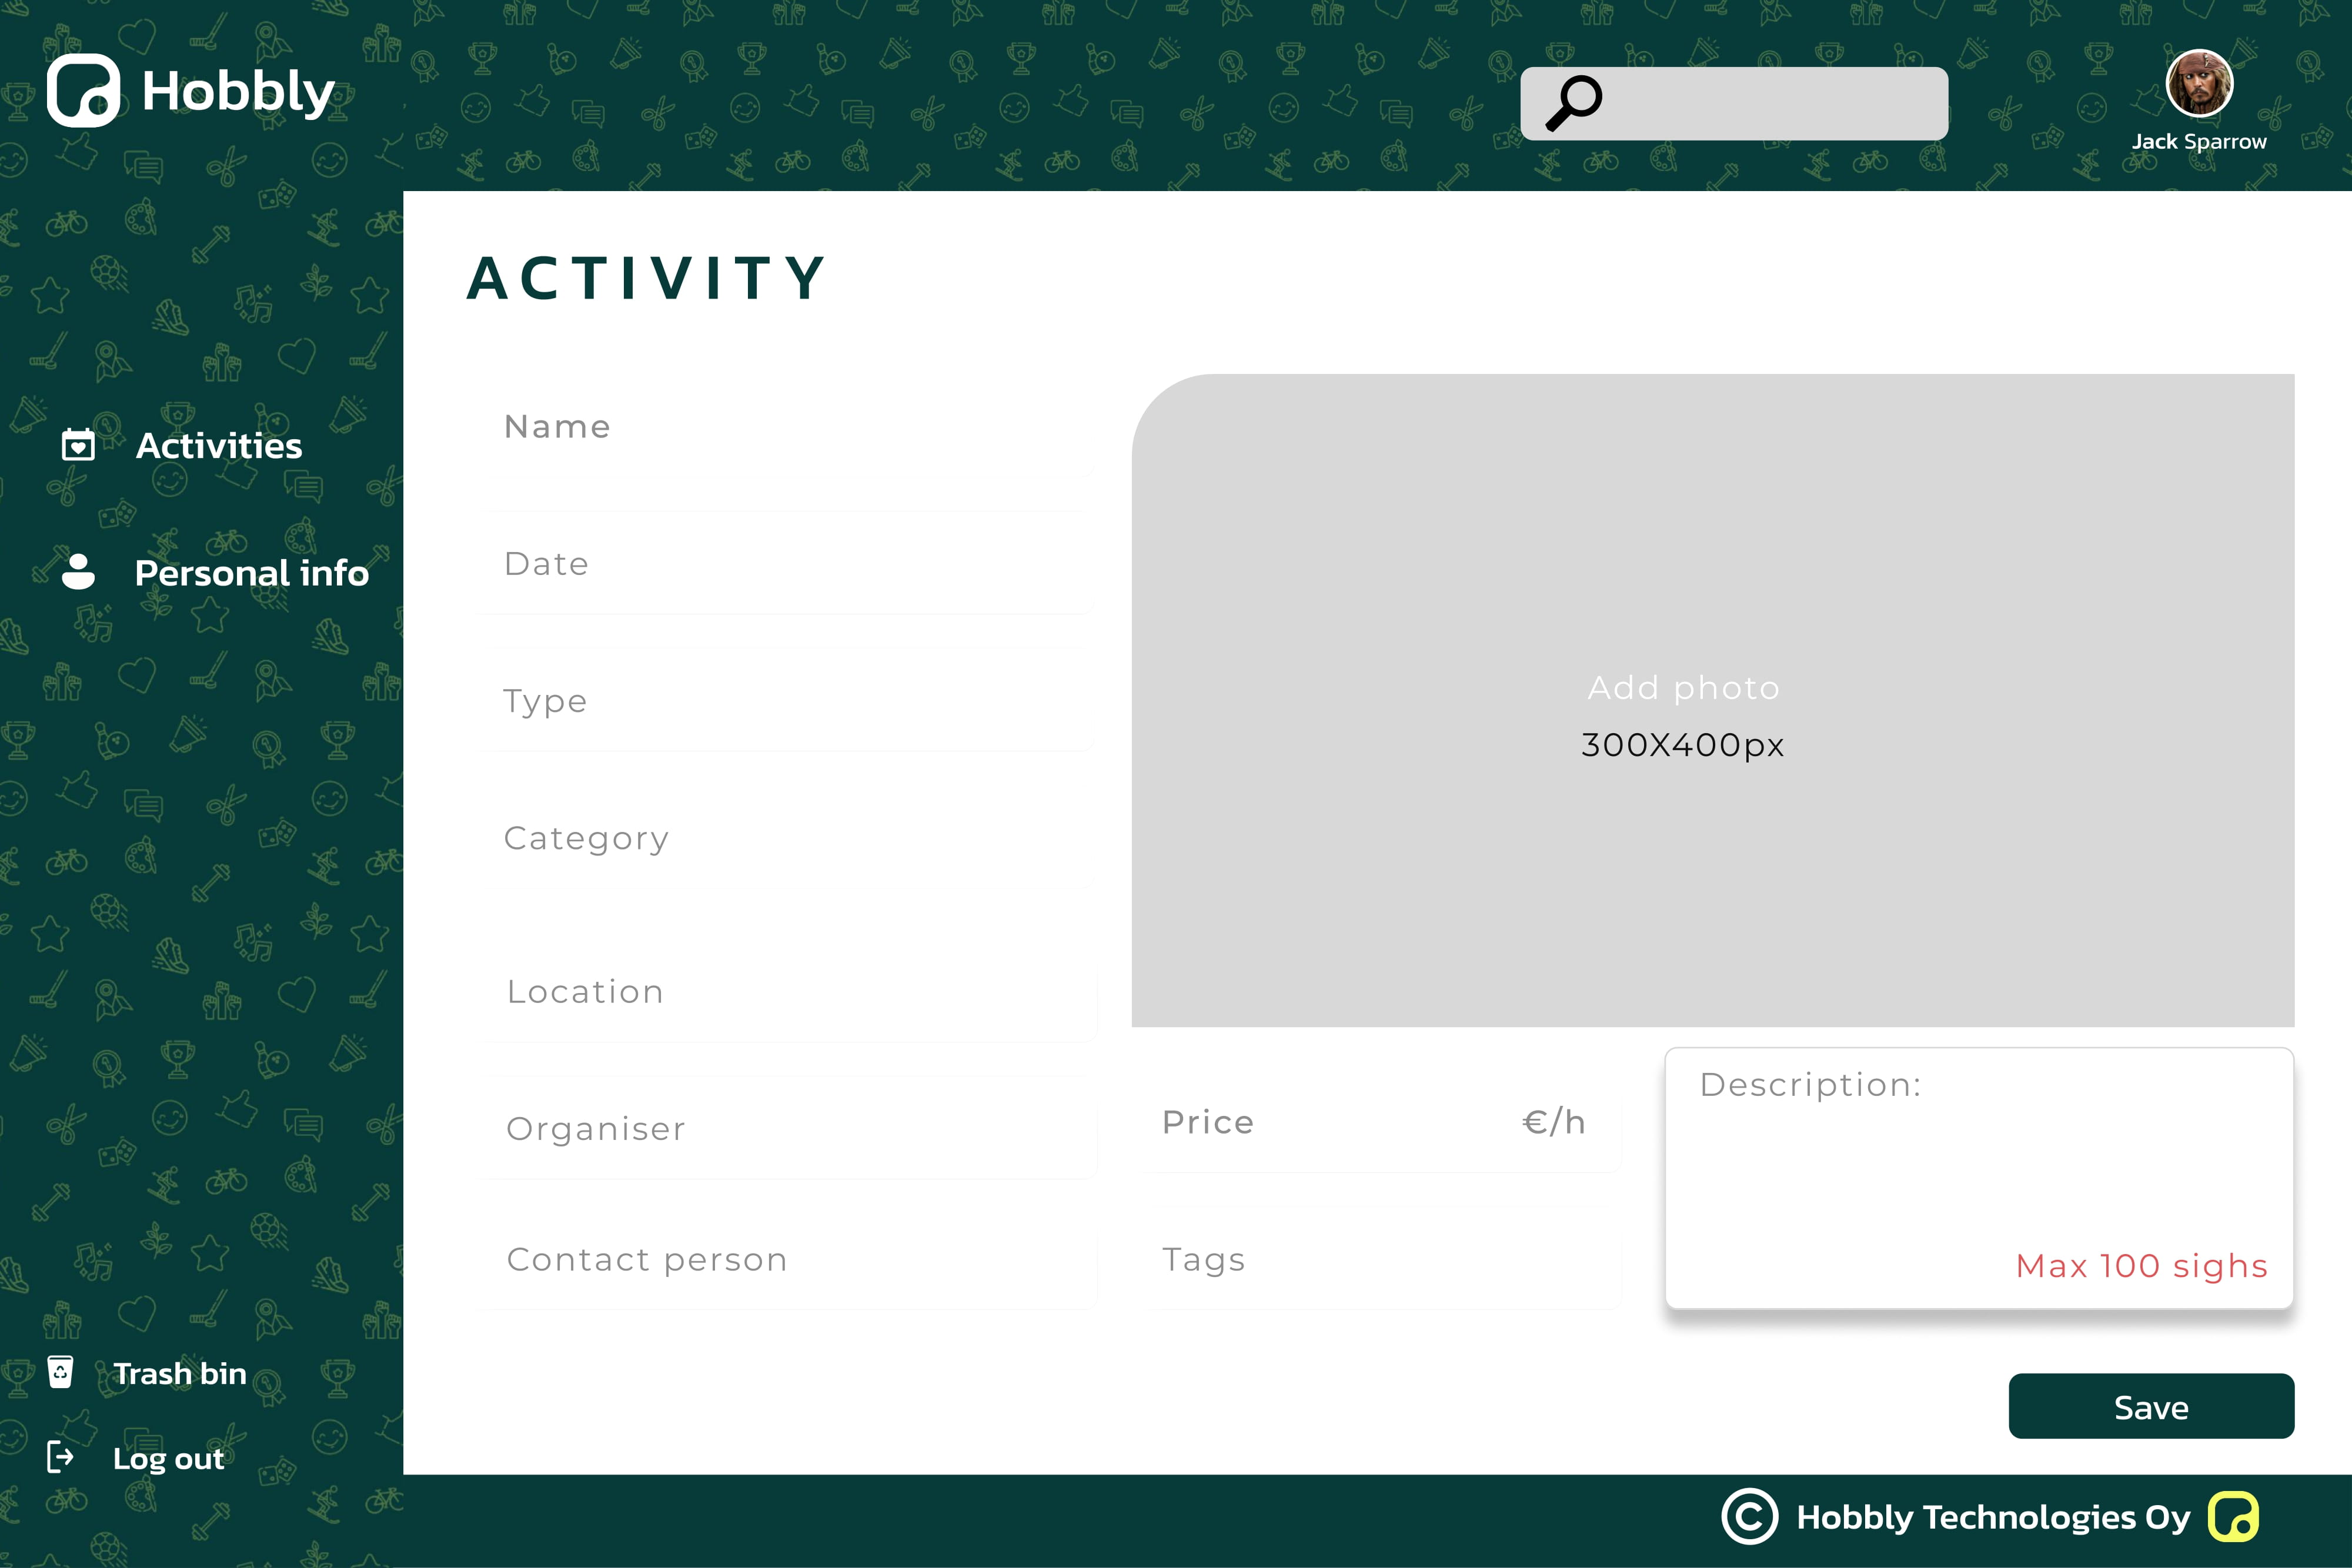 Hobbly
Jack Sparrow
ACTIVITY
Activities
Personal info
Trash bin
Log out
Name
Date
Type
Category
Location
Organiser
Contact person
Add photo
300X400px
Price €/h
Tags
Description:
Max 100 sighs
Save
© Hobbly Technologies Oy